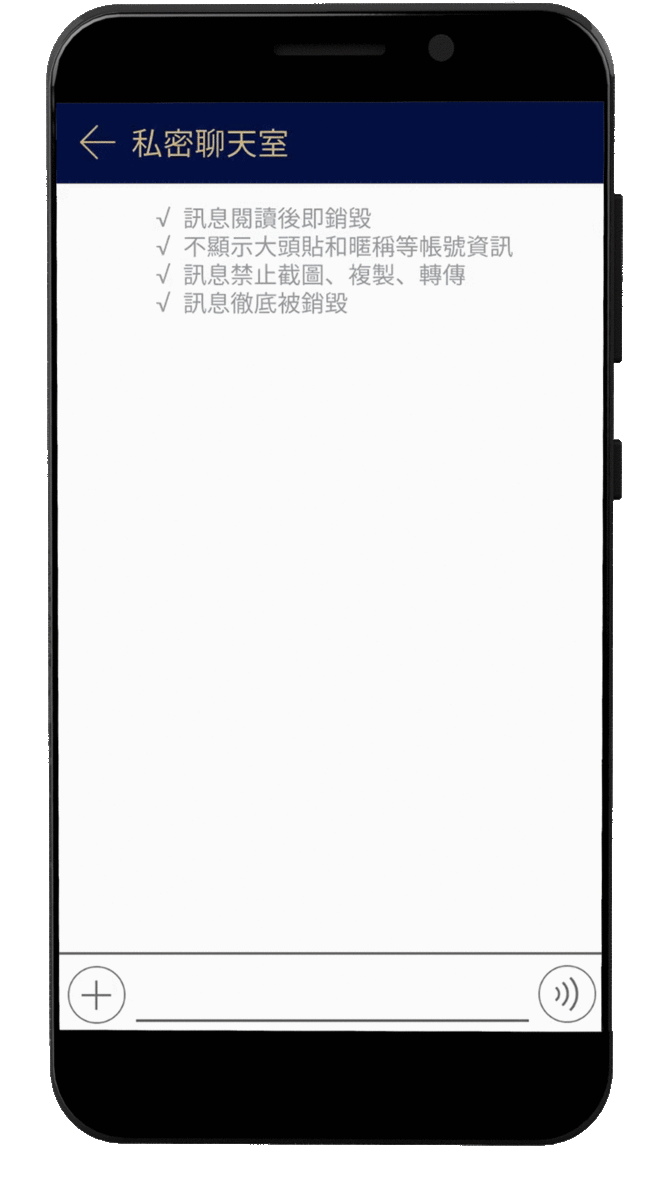 私密聊天室
√ 訊息閱讀後即銷毀
√ 不顯示大頭貼和暱稱等帳號資訊
√ 訊息禁止截圖、複製、轉傳
√ 訊息徹底被銷毀